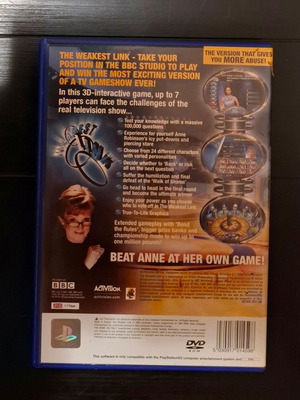 THE WEAKEST LINK - TAKE YOUR
POSITION IN THE BBC STUDIO TO PLAY
AND WIN THE MOST EXCITING VERSION
OF A TV GAMESHOW EVER!
THE VERSION THAT GIVES
YOU MORE ABUSE!
In this 3D-interactive game, up to 7
players can face the challenges of the
real television show...
Test your knowledge with a massive
100,000 questions
Experience for yourself Anne
Robinson's icy put-downs and
piercing stare
Choose from 24 different characters
with varied personalities
Decide whether to 'Bank' or risk
all on the next question
Suffer the humiliation and final
defeat of the 'Walk of Shame'
Go head to head in the final round
and become the ultimate winner
Enjoy your power as you choose
who to vote off in The Weakest Link
True-To-Life Graphics
WEAKEST
LINK
Extended gameplay with 'Bend
the Rules', bigger prize banks and
championship mode to win up to
one million pounds!
BEAT ANNE AT HER OWN GAME!
BBC
ACTIVISION
activision.com
PlayStation
DVD